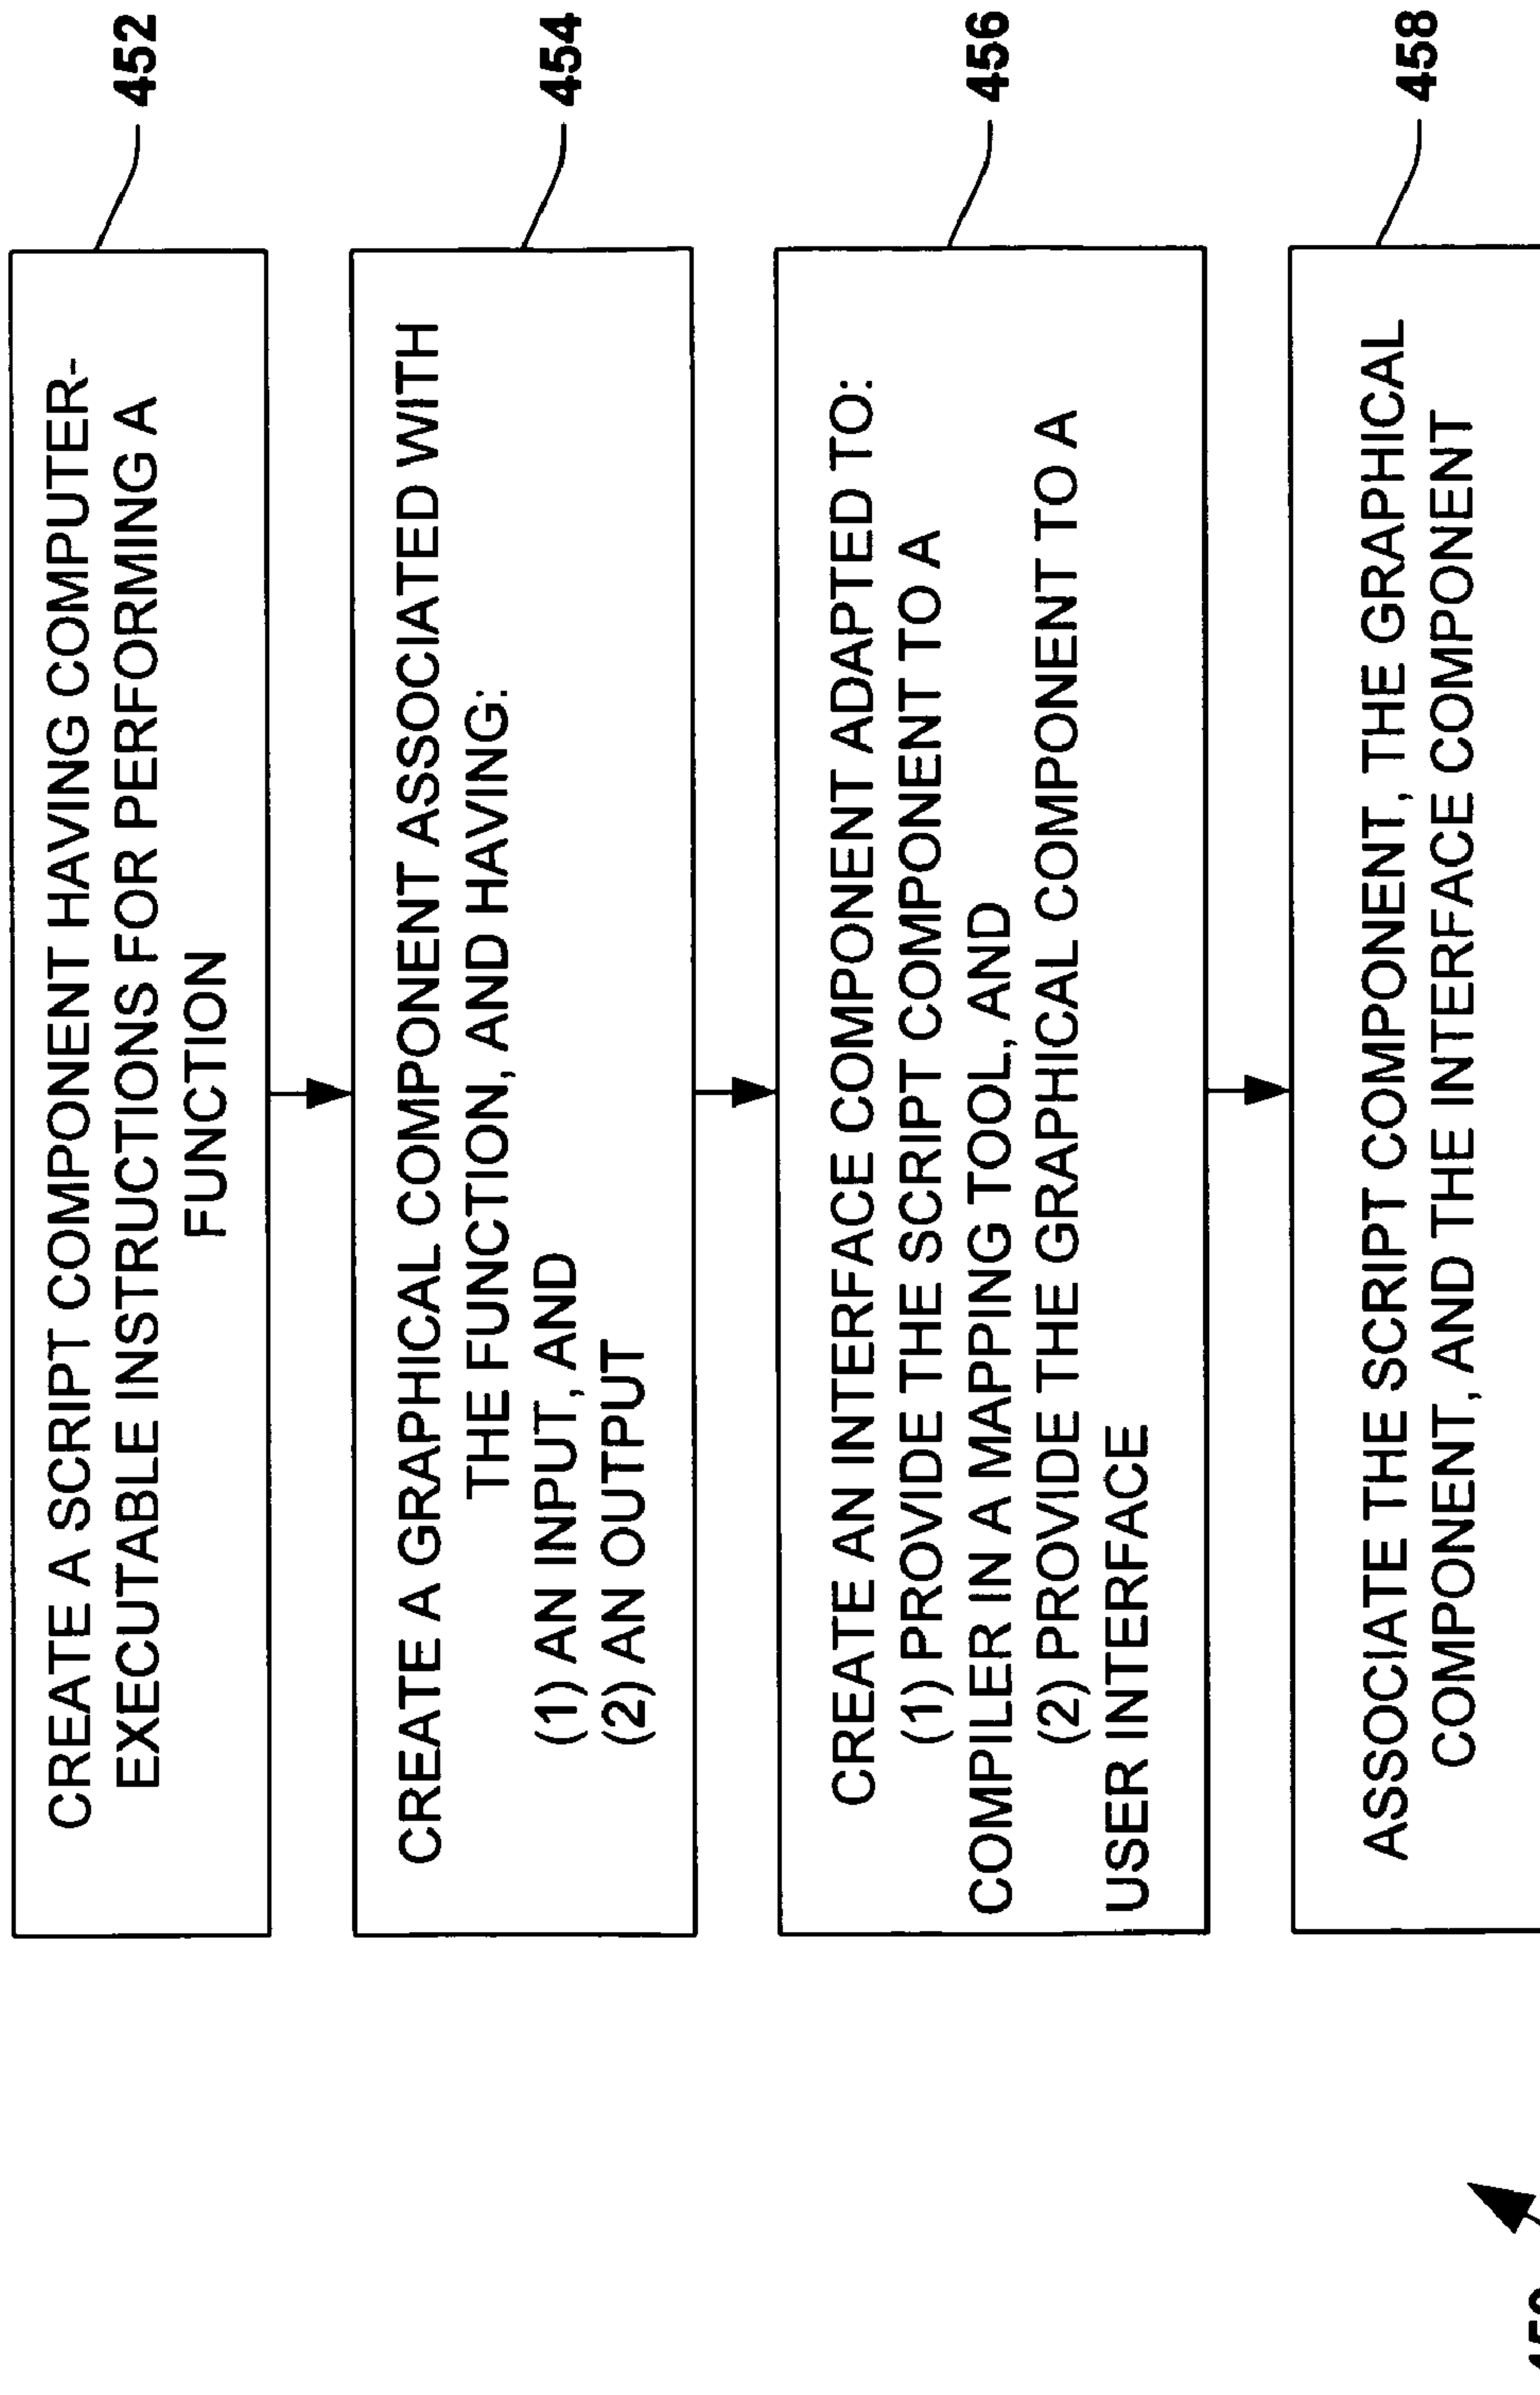 CREATE A SCRIPT COMPONENT HAVING COMPUTER-
EXECUTABLE INSTRUCTIONS FOR PERFORMING A
FUNCTION
452
CREATE A GRAPHICAL COMPONENT ASSOCIATED WITH
THE FUNCTION, AND HAVING:
(1) AN INPUT, AND
(2) AN OUTPUT
454
CREATE AN INTERFACE COMPONENT ADAPTED TO:
(1) PROVIDE THE SCRIPT COMPONENT TO A
COMPILER IN A MAPPING TOOL, AND
(2) PROVIDE THE GRAPHICAL COMPONENT TO A
USER INTERFACE
456
ASSOCIATE THE SCRIPT COMPONENT, THE GRAPHICAL
COMPONENT, AND THE INTERFACE COMPONENT
458